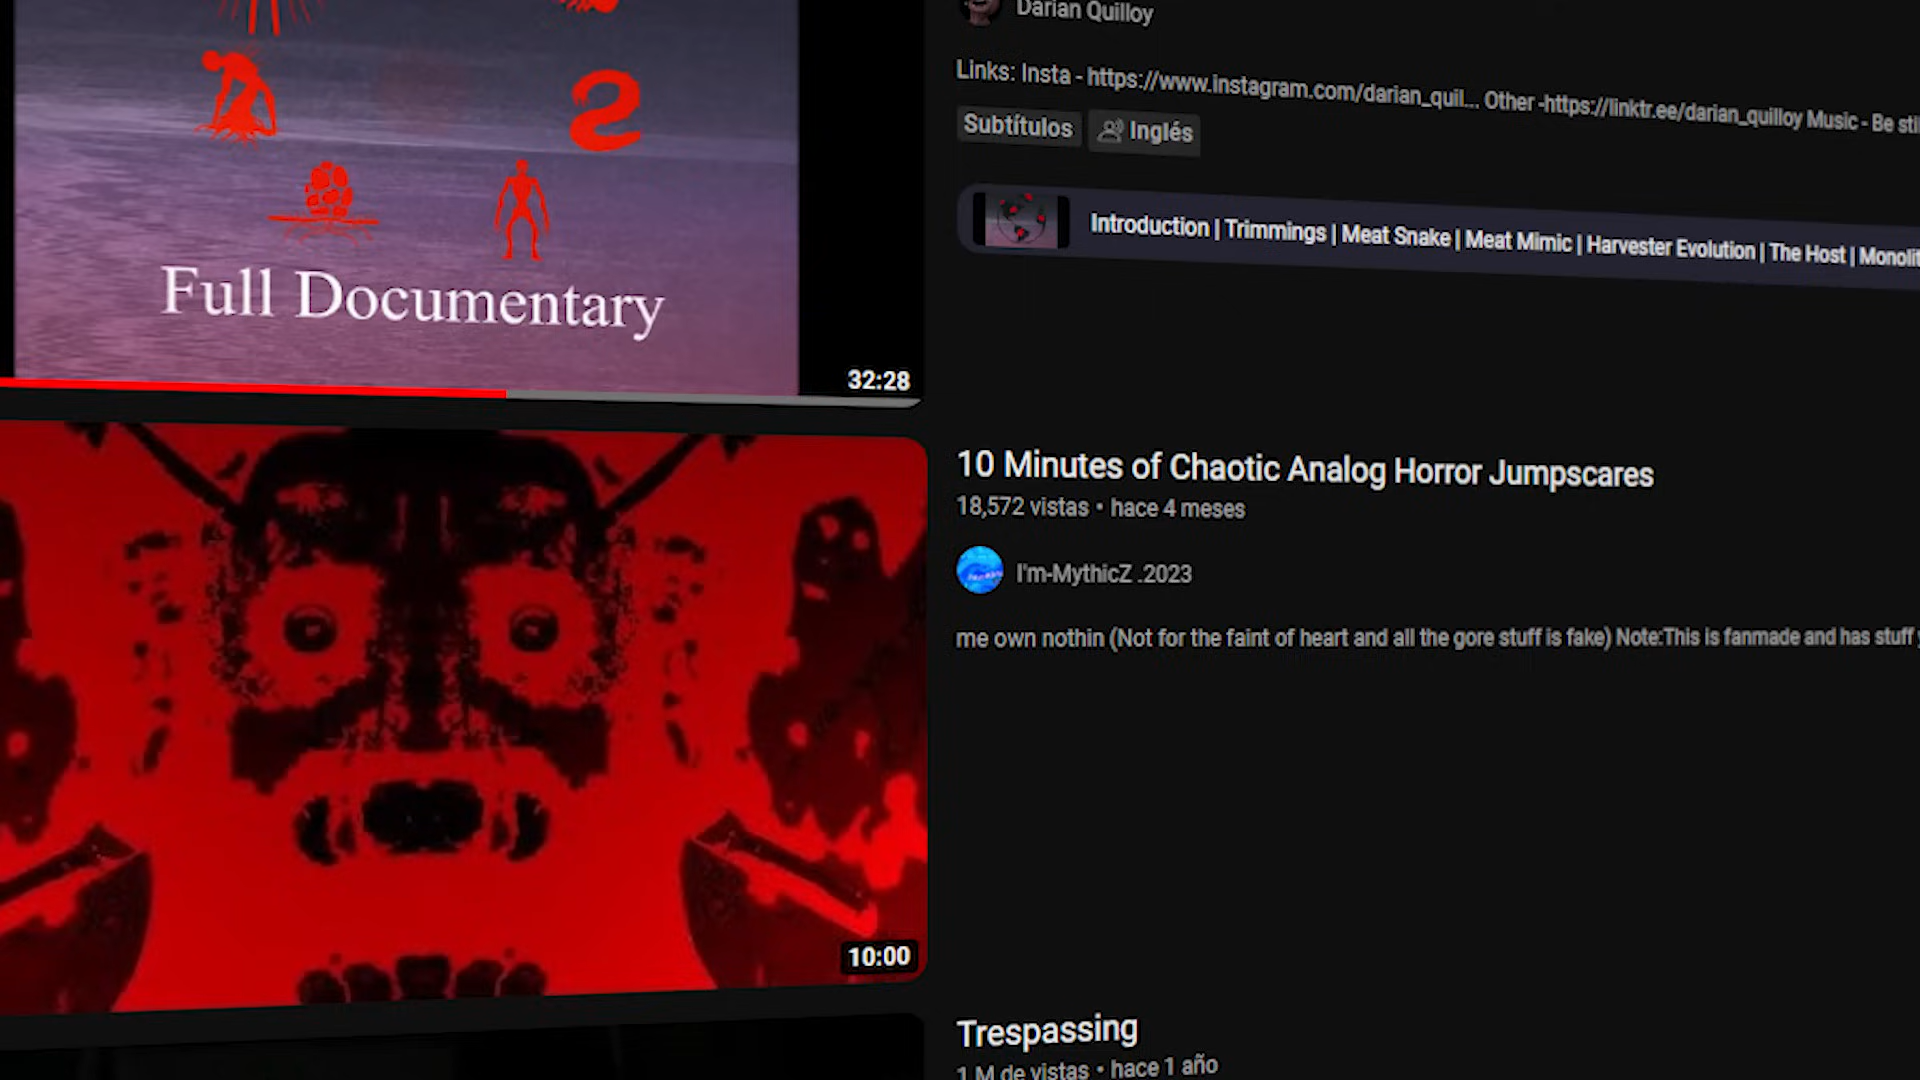 Darian Quilloy
Links: Insta - https://www.instagram.com/darian_quil... Other -https://linktr.ee/darian_quilloy Music - Be
Subtítulos
Inglés
Introduction | Trimmings | Meat Snake | Meat Mimic | Harvester Evolution | The Host |
Full Documentary
32:28
10 Minutes of Chaotic Analog Horror Jumpscares
18,572 vistas • hace 4 meses
I'm-MythicZ .2023
me own nothin (Not for the faint of heart and all the gore stuff is fake) Note:This is fanmade and has stuff
10:00
Trespassing
1 M de vistas • hace 1 año